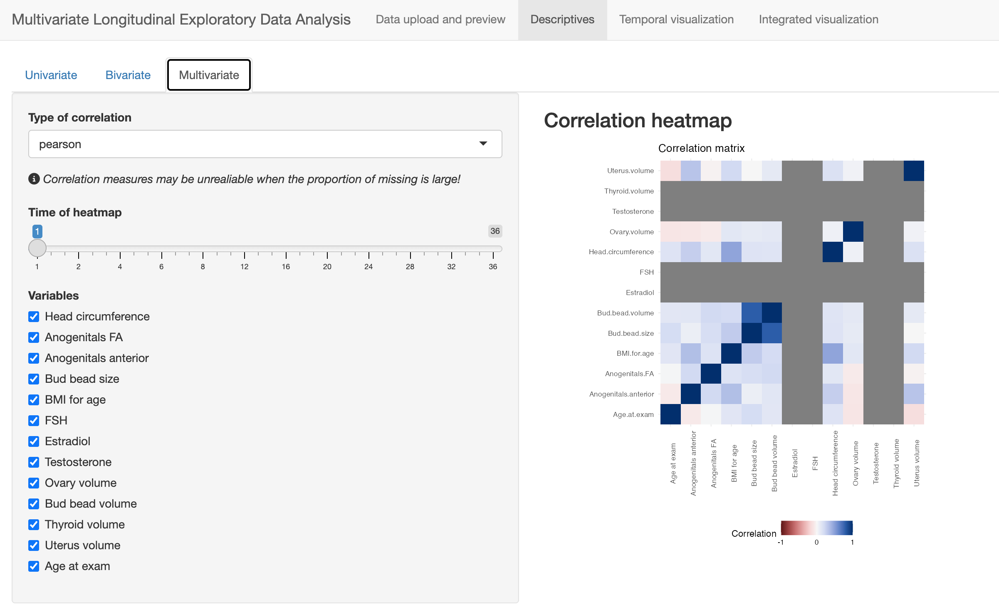 Multivariate Longitudinal Exploratory Data Analysis Data upload and preview Descriptives Temporal visualization Integrated visualization
Univariate Bivariate Multivariate
Type of correlation
pearson
Correlation measures may be unrealiable when the proportion of missing is large!
Time of heatmap
1 36
1 2 4 6 8 12 16 20 24 28 32 36
Variables
Head circumference
Anogenitals FA
Anogenitals anterior
Bud bead size
BMI for age
FSH
Estradiol
Testosterone
Ovary volume
Bud bead volume
Thyroid volume
Uterus volume
Age at exam
Correlation heatmap
Correlation matrix
Uterus.volume
Thyroid.volume
Testosterone
Ovary.volume
Head.circumference
FSH
Estradiol
Bud.bead.volume
Bud.bead.size
BMI.for.age
Anogenitals.FA
Anogenitals.anterior
Age.at.exam
Age at exam
Anogenitals anterior
Anogenitals FA
BMI for age
Bud bead size
Bud bead volume
Estradiol
FSH
Head circumference
Ovary volume
Testosterone
Thyroid volume
Uterus volume
Correlation
-1 0 1